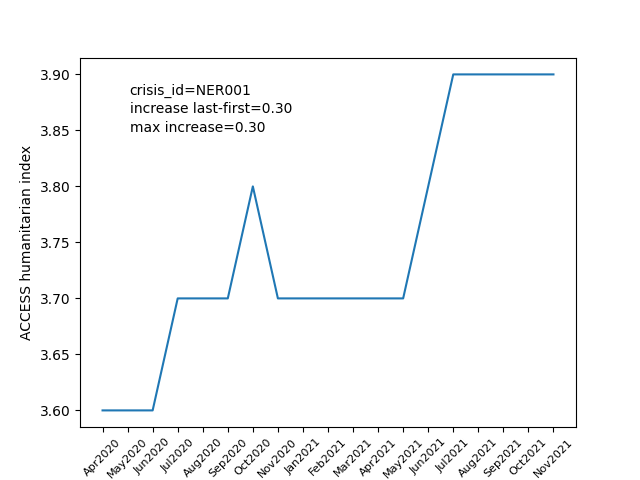 crisis_id=NER001
increase last-first=0.30
max increase=0.30
ACCESS humanitarian index
3.90
3.85
3.80
3.75
3.70
3.65
3.60
Apr2020
May2020
Jun2020
Jul2020
Aug2020
Sep2020
Oct2020
Nov2020
Jan2021
Feb2021
Mar2021
Apr2021
May2021
Jun2021
Jul2021
Aug2021
Sep2021
Oct2021
Nov2021